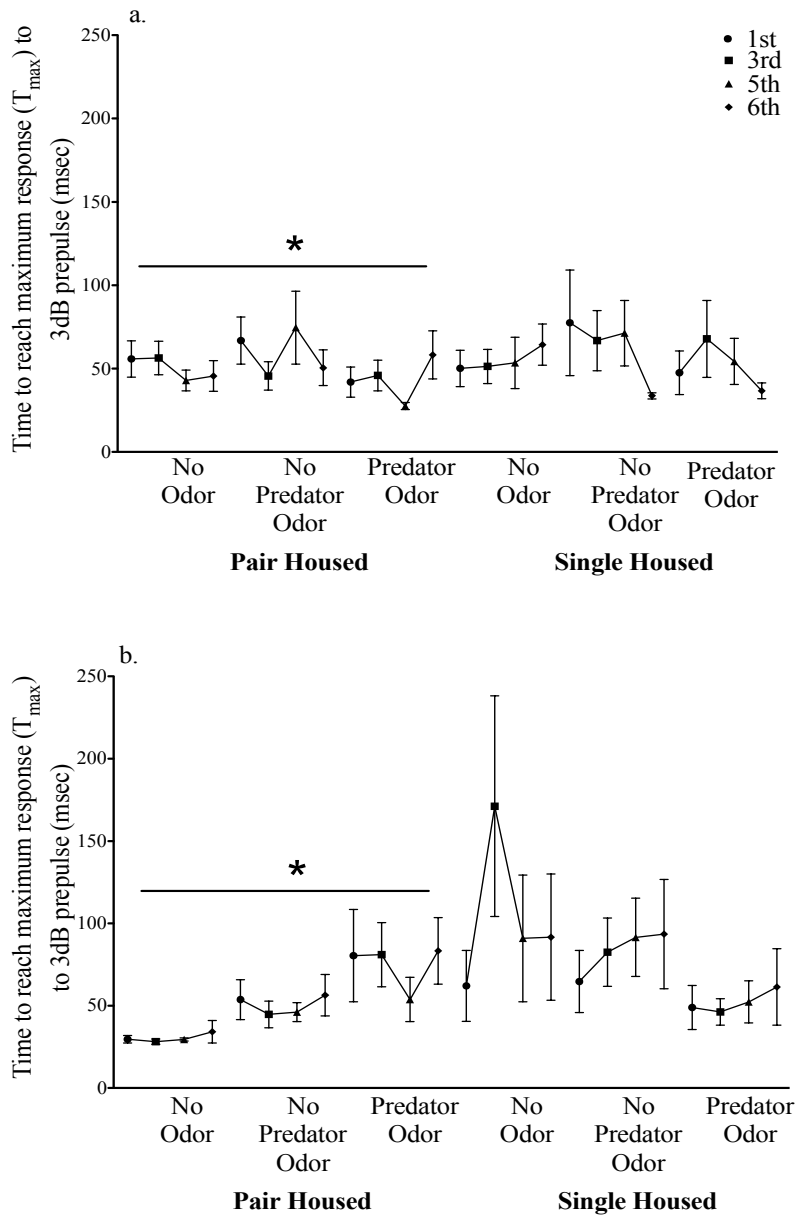 a.
Time to reach maximum response (Tmax) to
3dB prepulse (msec)
250
200
150
100
50
0
1st
3rd
5th
6th
*
No
Odor
No
Predator
Odor
Predator
Odor
No
Odor
No
Predator
Odor
Predator
Odor
Pair Housed
Single Housed
b.
Time to reach maximum response (Tmax)
to 3dB prepulse (msec)
250
200
150
100
50
0
*
No
Odor
No
Predator
Odor
Predator
Odor
No
Odor
No
Predator
Odor
Predator
Odor
Pair Housed
Single Housed